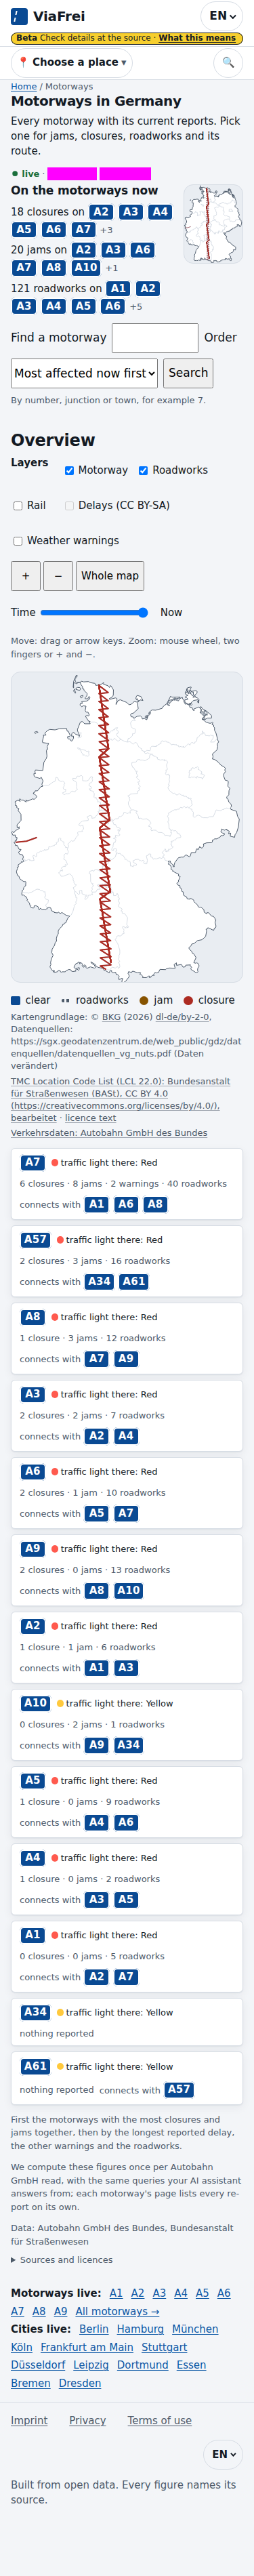 ViaFrei
EN
Beta Check details at the source · What this means
Choose a place
Home / Motorways
Motorways in Germany
Every motorway with its current reports. Pick
one for jams, closures, roadworks and its
route.
live ·
On the motorways now
18 closures on A2 A3 A4
A5 A6 A7 +3
20 jams on A2 A3 A6
A7 A8 A10 +1
121 roadworks on A1 A2
A3 A4 A5 A6 +5
Find a motorway Order
Most affected now first Search
By number, junction or town, for example 7.
Overview
Layers Motorway Roadworks
Rail Delays (CC BY-SA)
Weather warnings
+ − Whole map
Time Now
Move: drag or arrow keys. Zoom: mouse wheel, two
fingers or + and −.
clear roadworks jam closure
Kartengrundlage: © BKG (2026) dl-de/by-2-0,
Datenquellen:
https://sgx.geodatenzentrum.de/web_public/gdz/dat
enquellen/datenquellen_vg_nuts.pdf (Daten
verändert)
TMC Location Code List (LCL 22.0): Bundesanstalt
für Straßenwesen (BASt), CC BY 4.0
(https://creativecommons.org/licenses/by/4.0/),
bearbeitet · licence text
Verkehrsdaten: Autobahn GmbH des Bundes
A7 traffic light there: Red
6 closures · 8 jams · 2 warnings · 40 roadworks
connects with A1 A6 A8
A57 traffic light there: Red
2 closures · 3 jams · 16 roadworks
connects with A34 A61
A8 traffic light there: Red
1 closure · 3 jams · 12 roadworks
connects with A7 A9
A3 traffic light there: Red
2 closures · 2 jams · 7 roadworks
connects with A2 A4
A6 traffic light there: Red
2 closures · 1 jam · 10 roadworks
connects with A5 A7
A9 traffic light there: Red
2 closures · 0 jams · 13 roadworks
connects with A8 A10
A2 traffic light there: Red
1 closure · 1 jam · 6 roadworks
connects with A1 A3
A10 traffic light there: Yellow
0 closures · 2 jams · 1 roadworks
connects with A9 A34
A5 traffic light there: Red
1 closure · 0 jams · 9 roadworks
connects with A4 A6
A4 traffic light there: Red
1 closure · 0 jams · 2 roadworks
connects with A3 A5
A1 traffic light there: Red
0 closures · 0 jams · 5 roadworks
connects with A2 A7
A34 traffic light there: Yellow
nothing reported
A61 traffic light there: Yellow
nothing reported connects with A57
First the motorways with the most closures and
jams together, then by the longest reported delay,
the other warnings and the roadworks.
We compute these figures once per Autobahn
GmbH read, with the same queries your AI assistant
answers from; each motorway's page lists every re-
port on its own.
Data: Autobahn GmbH des Bundes, Bundesanstalt
für Straßenwesen
Sources and licences
Motorways live: A1 A2 A3 A4 A5 A6
A7 A8 A9 All motorways →
Cities live: Berlin Hamburg München
Köln Frankfurt am Main Stuttgart
Düsseldorf Leipzig Dortmund Essen
Bremen Dresden
Imprint Privacy Terms of use
EN
Built from open data. Every figure names its
source.